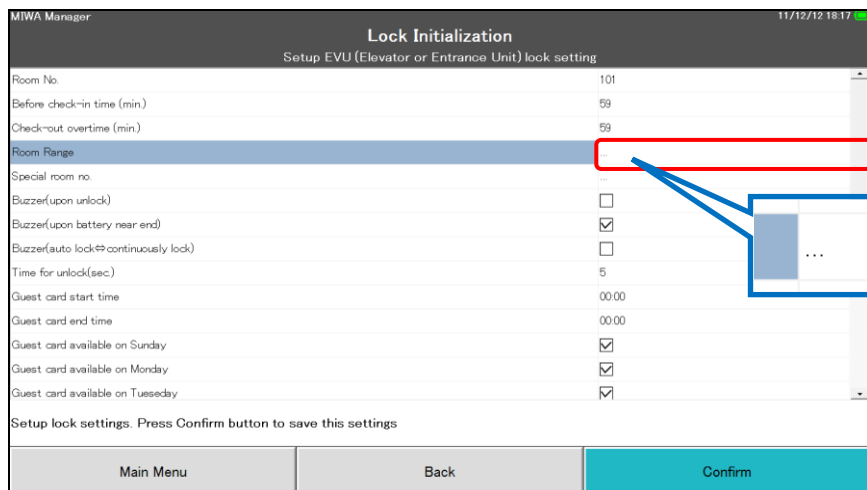 MIWA Manager 11/12/12 18:17
Lock Initialization
Setup EVU (Elevator or Entrance Unit) lock setting
Room No. 101
Before check-in time (min.) 59
Check-out overtime (min.) 59
Room Range ...
Special room no. ...
Buzzer(upon unlock)
Buzzer(upon battery near end)
...
Buzzer(auto lock⇔continuously lock)
Time for unlock(sec.) 5
Guest card start time 00:00
Guest card end time 00:00
Guest card available on Sunday
Guest card available on Monday
Guest card available on Tueseday
Setup lock settings. Press Confirm button to save this settings
Main Menu Back Confirm